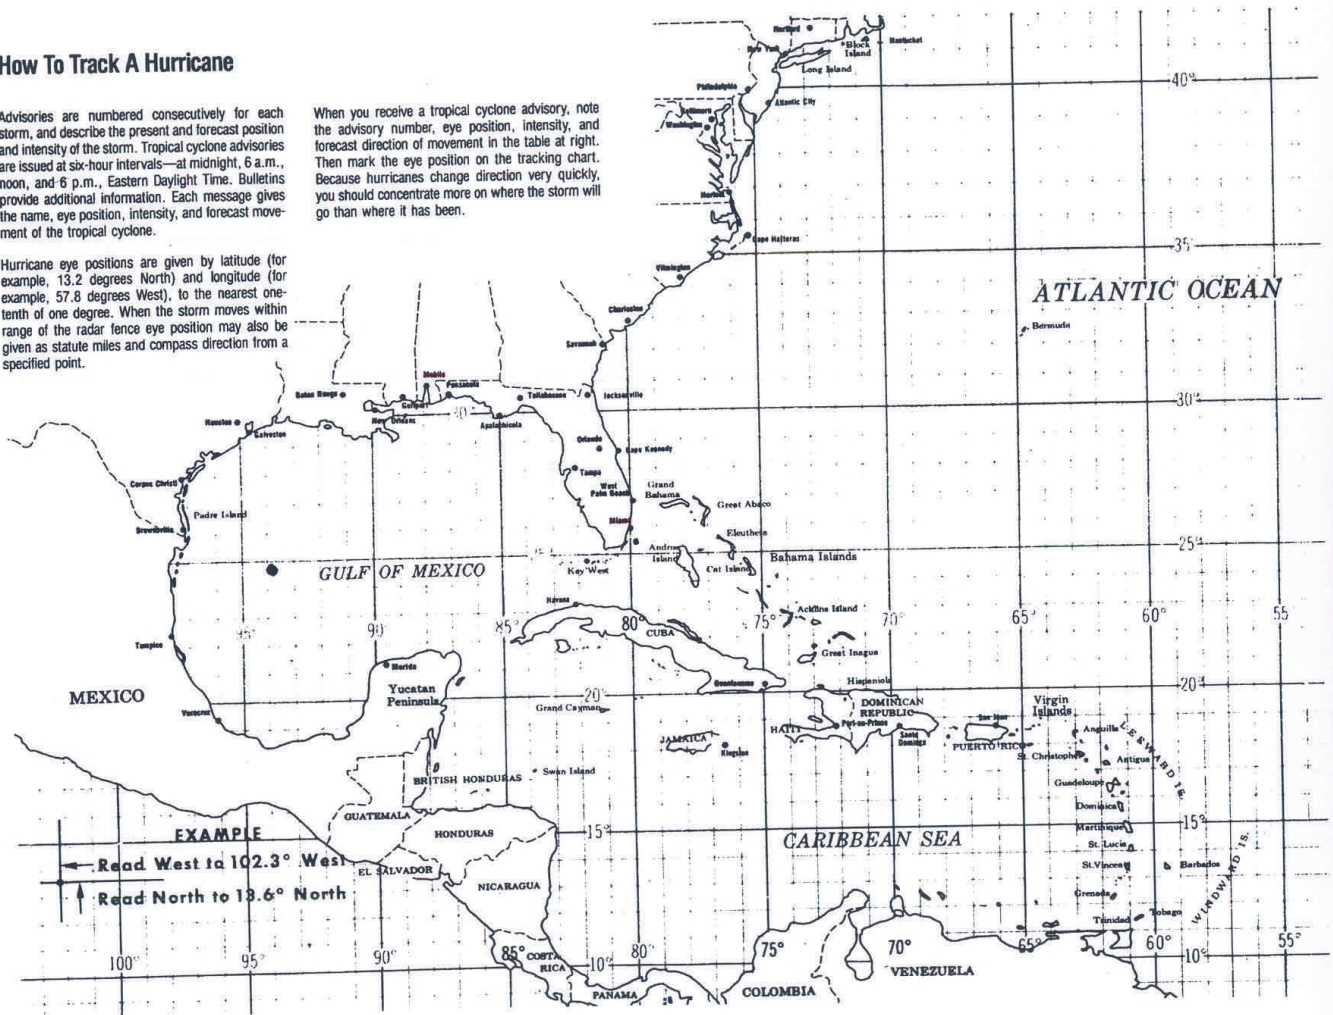 How To Track A Hurricane
Advisories are numbered consecutively for each
storm, and describe the present and forecast position
and intensity of the storm. Tropical cyclone advisories
are issued at six-hour intervals—at midnight, 6 a.m.,
noon, and 6 p.m., Eastern Daylight Time. Bulletins
provide additional information. Each message gives
the name, eye position, intensity, and forecast move-
ment of the tropical cyclone.
Hurricane eye positions are given by latitude (for
example, 13.2 degrees North) and longitude (for
example, 57.8 degrees West), to the nearest one-
tenth of one degree. When the storm moves within
range of the radar fence eye position may also be
given as statute miles and compass direction from a
specified point.
When you receive a tropical cyclone advisory, note
the advisory number, eye position, intensity, and
forecast direction of movement in the table at right.
Then mark the eye position on the tracking chart.
Because hurricanes change direction very quickly,
you should concentrate more on where the storm will
go than where it has been.
Hartford
Nantucket
New York
Block
Island
Long Island
40°
Philadelphia
Atlantic City
Baltimore
Washington
Norfolk
Cape Hatteras
35°
Wilmington
ATLANTIC OCEAN
Charleston
Bermuda
Savannah
Mobile
Pensacola
Baton Rouge
Gulfport
Tallahassee
Jacksonville
30°
30°
New Orleans
Apalachicola
Houston
Galveston
Orlando
Cape Kennedy
Tampa
Corpus Christi
West
Palm Beach
Grand
Bahama
Great Abaco
Padre Island
Brownsville
Miami
Eleuthera
Andros
Island
25°
Bahama Islands
GULF OF MEXICO
Key West
Cat Island
Havana
Acklins Island
95°
90°
85°
80°
75°
70°
65°
60°
55°
CUBA
Tampico
Great Inagua
Merida
Guantanamo
Hispaniola
20°
20°
MEXICO
Yucatan
Peninsula
Veracruz
Grand Cayman
DOMINICAN
REPUBLIC
Virgin
Islands
HAITI
Port-au-Prince
Santo
Domingo
San Juan
PUERTO RICO
Anguilla
LEEWARD IS.
JAMAICA
Kingston
St. Christopher
Antigua
BRITISH HONDURAS
Swan Island
Guadeloupe
Dominica
GUATEMALA
HONDURAS
15°
CARIBBEAN SEA
Martinique
15°
EXAMPLE
Read West to 102.3° West
St. Lucia
EL SALVADOR
St.Vincent
Barbados
NICARAGUA
Read North to 13.6° North
Grenada
WINDWARD IS.
Trinidad
Tobago
100°
95°
90°
85°
COSTA
RICA
10°
80°
75°
70°
65°
60°
55°
10°
PANAMA
COLOMBIA
VENEZUELA